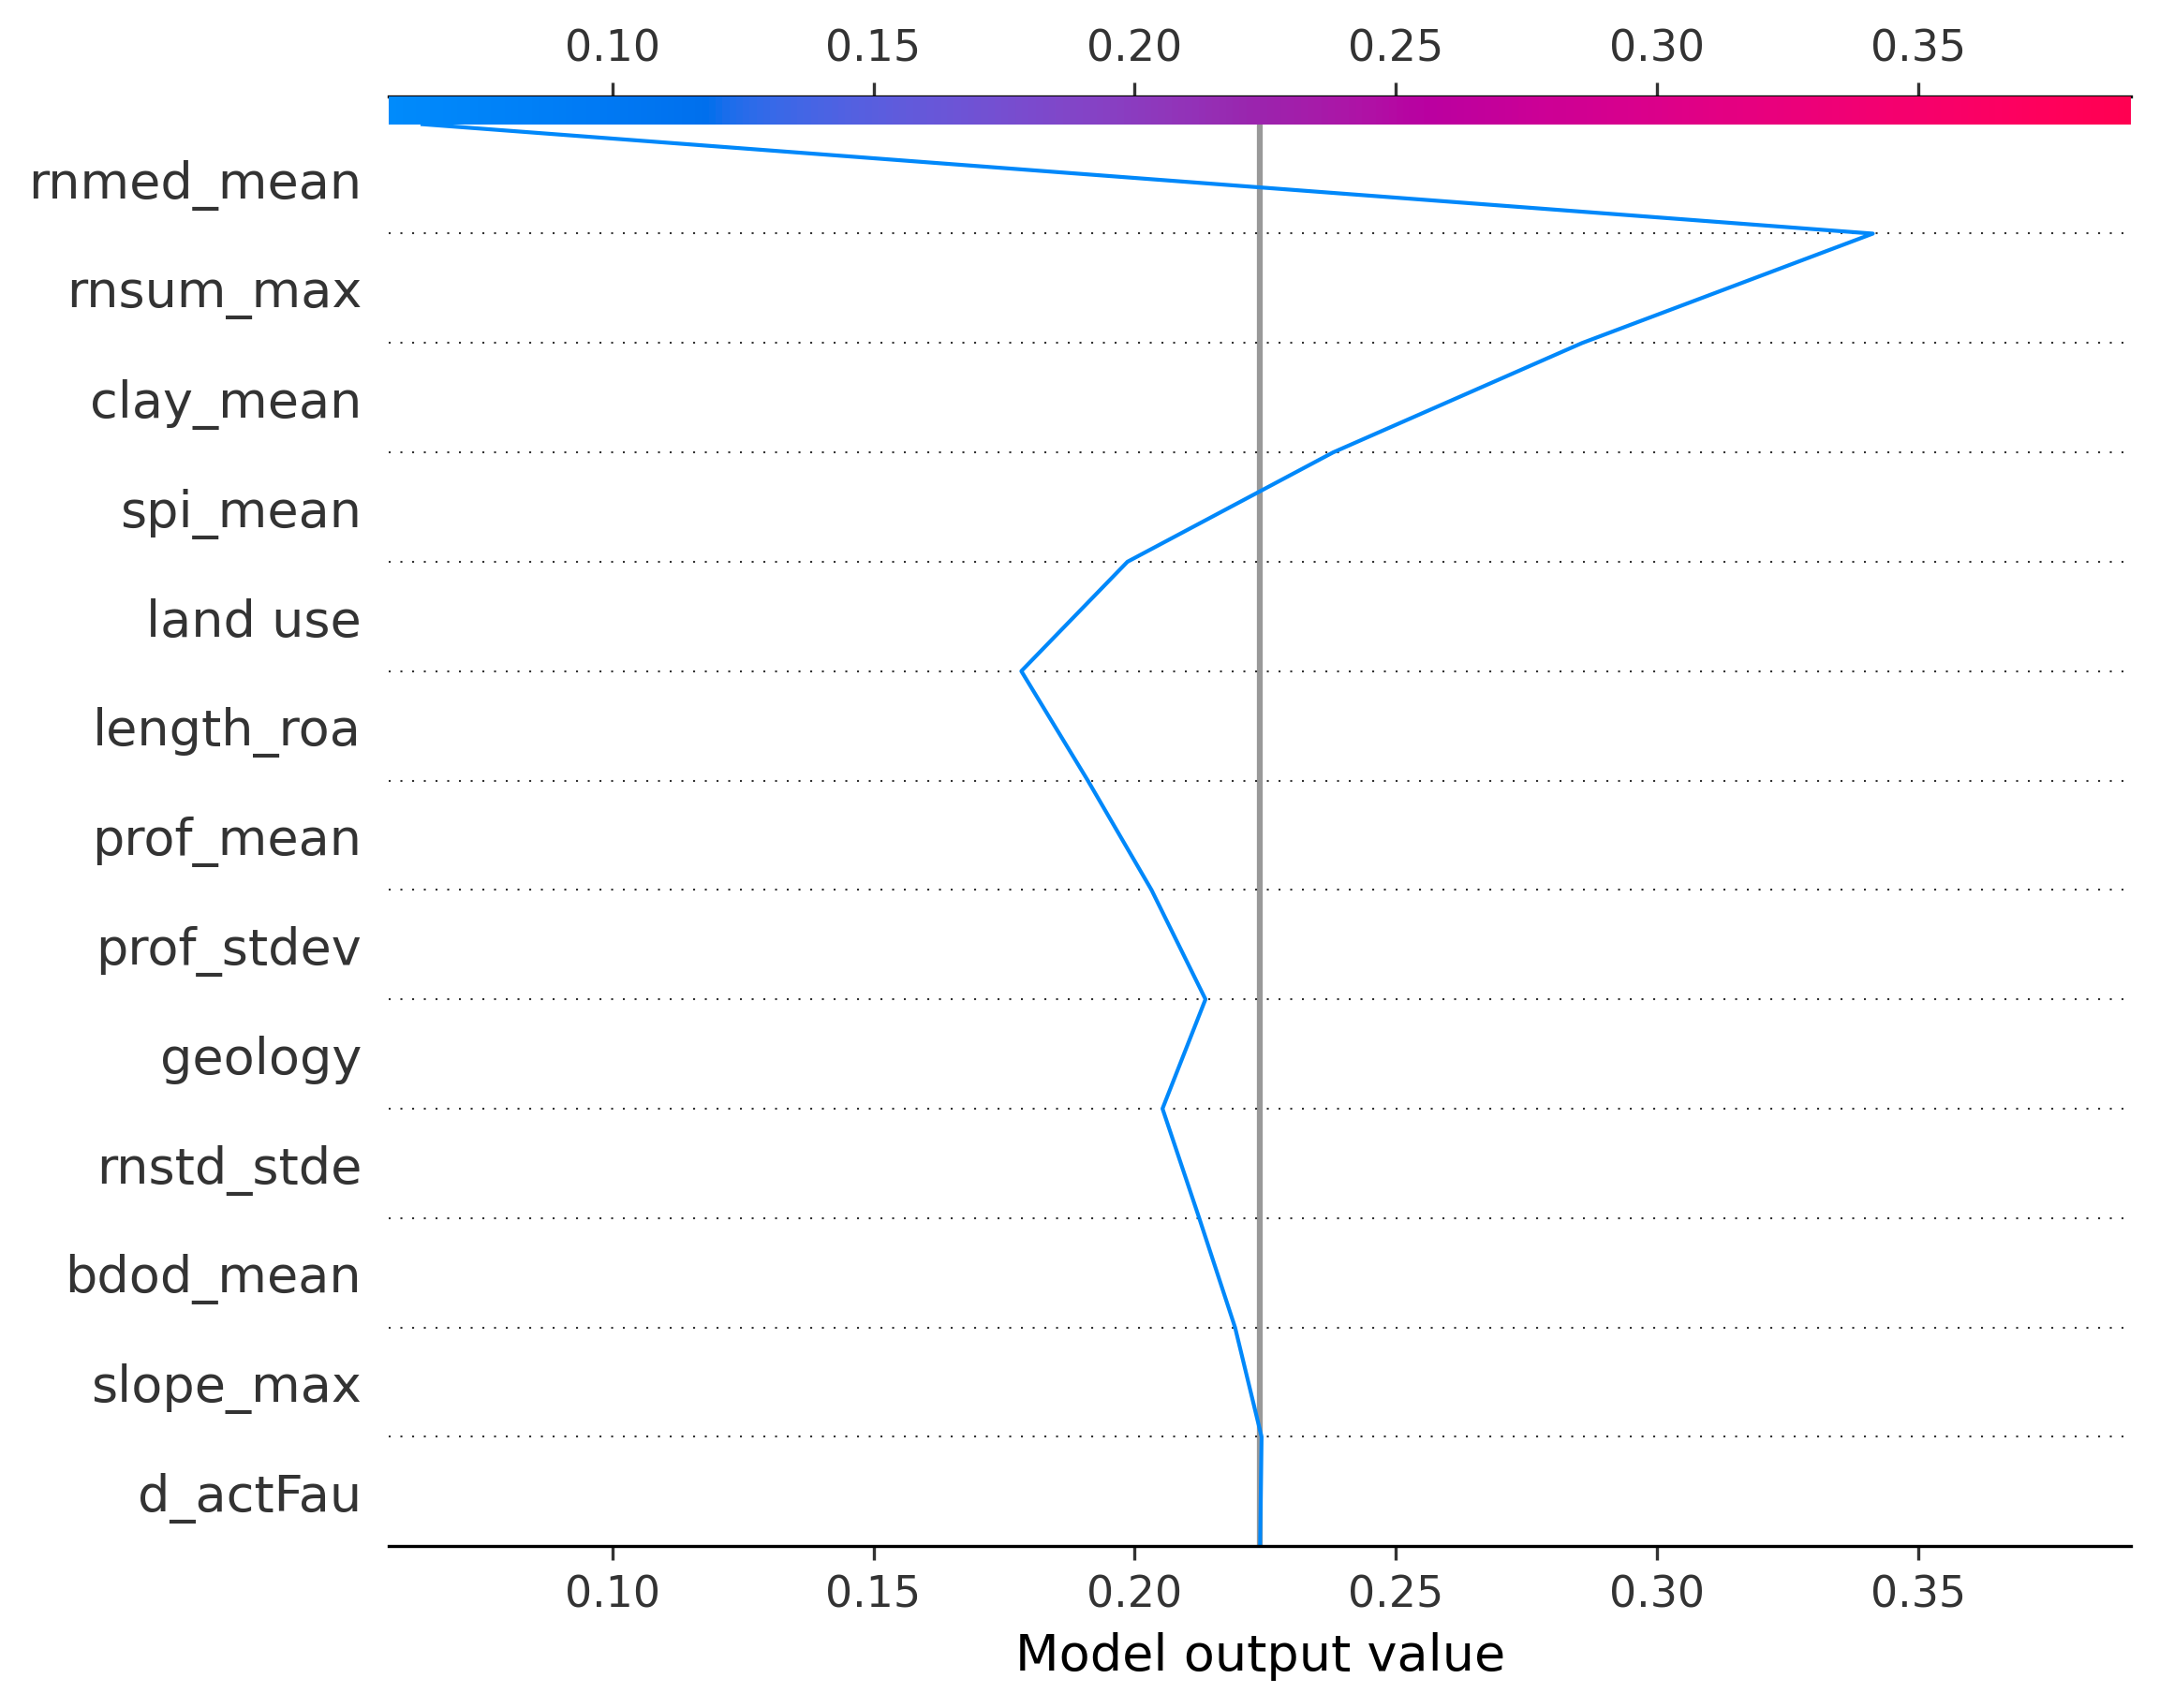 0.10 0.15 0.20 0.25 0.30 0.35
rnmed_mean
rnsum_max
clay_mean
spi_mean
land use
length_roa
prof_mean
prof_stdev
geology
rnstd_stde
bdod_mean
slope_max
d_actFau
0.10 0.15 0.20 0.25 0.30 0.35
Model output value